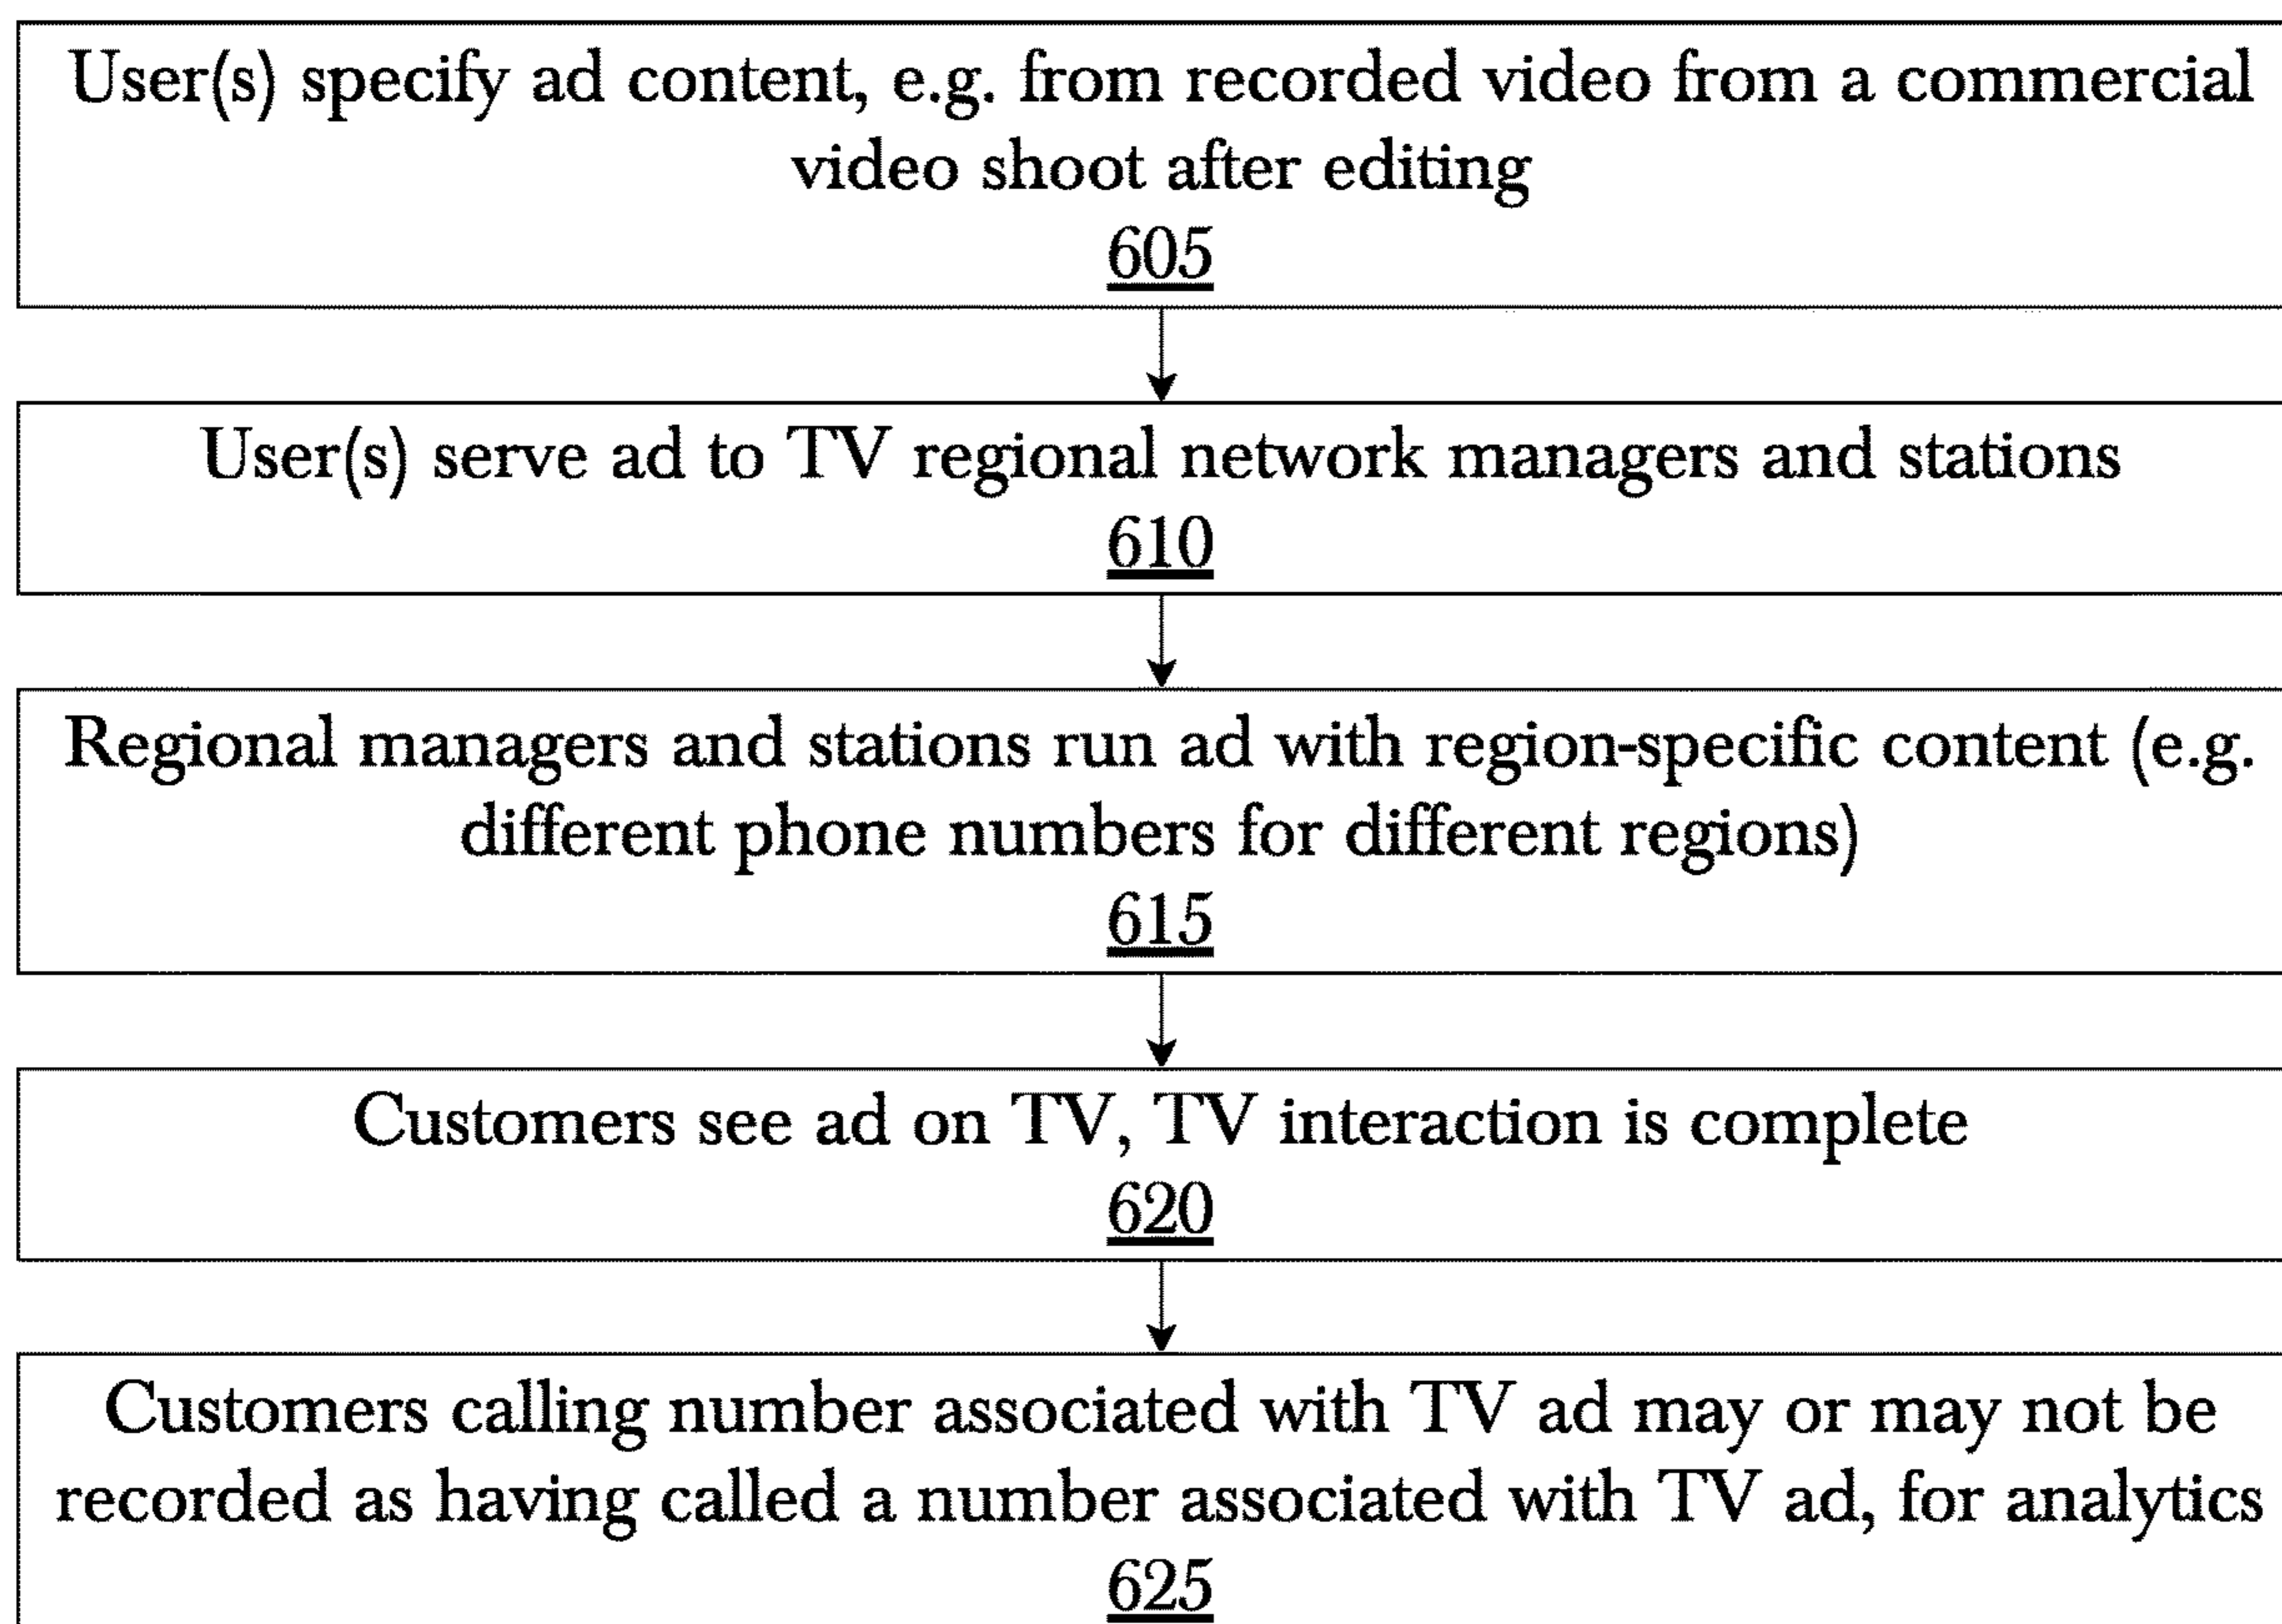 User(s) specify ad content, e.g. from recorded video from a commercial
video shoot after editing
605
User(s) serve ad to TV regional network managers and stations
610
Regional managers and stations run ad with region-specific content (e.g.
different phone numbers for different regions)
615
Customers see ad on TV, TV interaction is complete
620
Customers calling number associated with TV ad may or may not be
recorded as having called a number associated with TV ad, for analytics
625